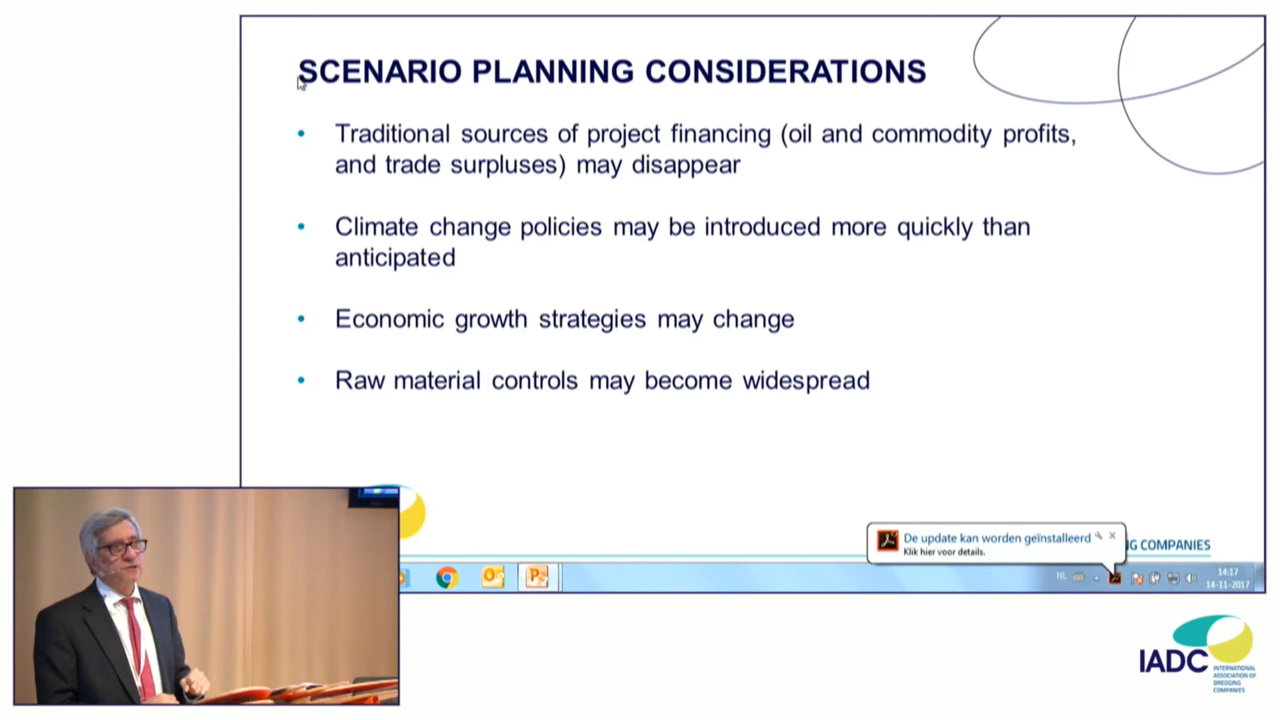 SCENARIO PLANNING CONSIDERATIONS
• Traditional sources of project financing (oil and commodity profits,
and trade surpluses) may disappear
• Climate change policies may be introduced more quickly than
anticipated
• Economic growth strategies may change
• Raw material controls may become widespread
De update kan worden geïnstalleerd
Klik hier voor details.
NG COMPANIES
NL
14:17
14-11-2017
IADC
INTERNATIONAL
ASSOCIATION OF
DREDGING
COMPANIES